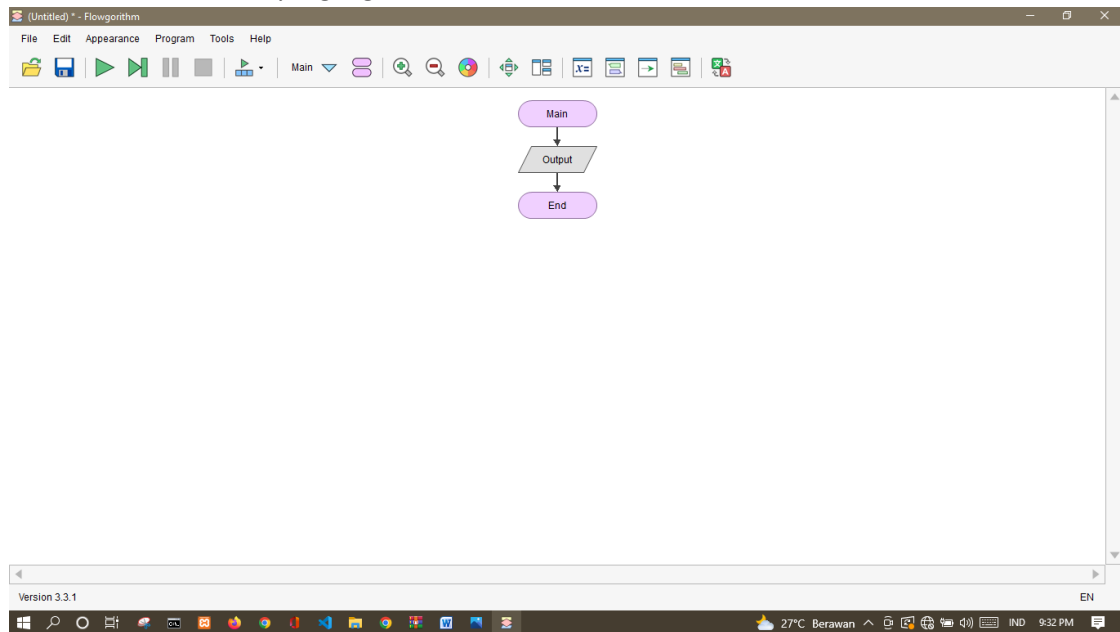 (Untitled) * - Flowgorithm
File Edit Appearance Program Tools Help
Main
Main
Output
End
Version 3.3.1 EN
27°C Berawan IND 9:32 PM